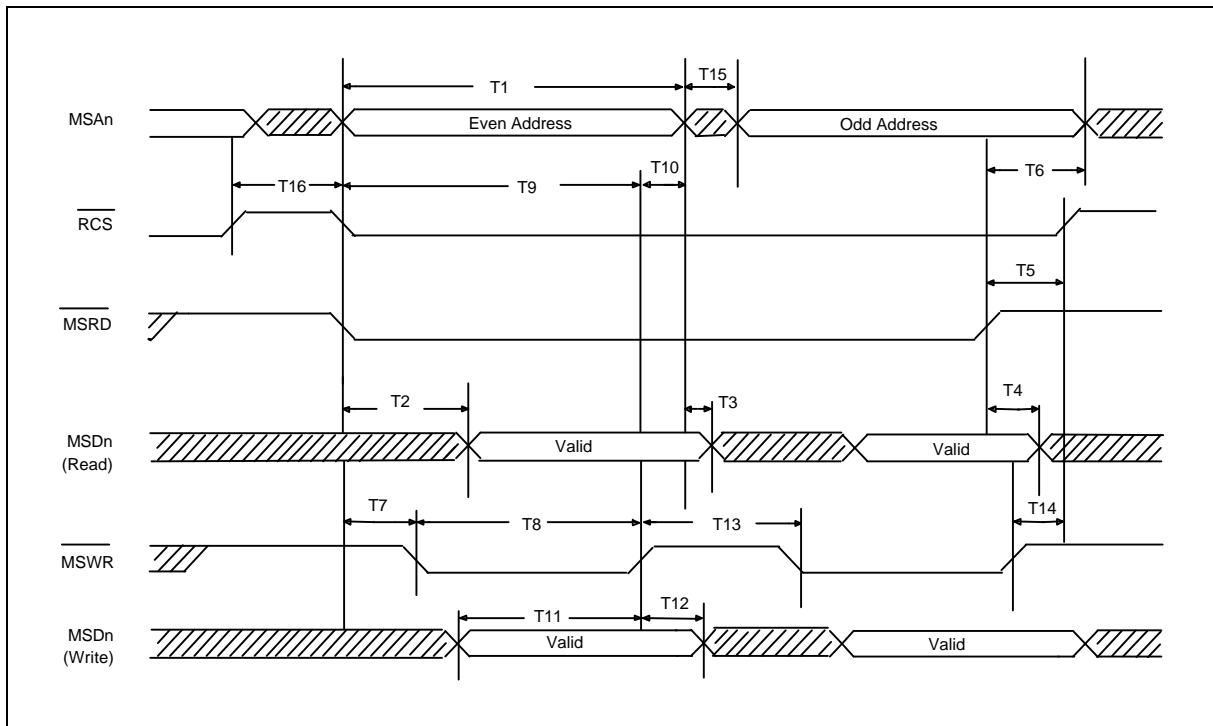 T1
T15
MSAn
Even Address
Odd Address
T16
T9
T10
T6
RCS
T5
MSRD
T2
T3
T4
MSDn
(Read)
Valid
Valid
T7
T8
T13
T14
MSWR
T11
T12
MSDn
(Write)
Valid
Valid